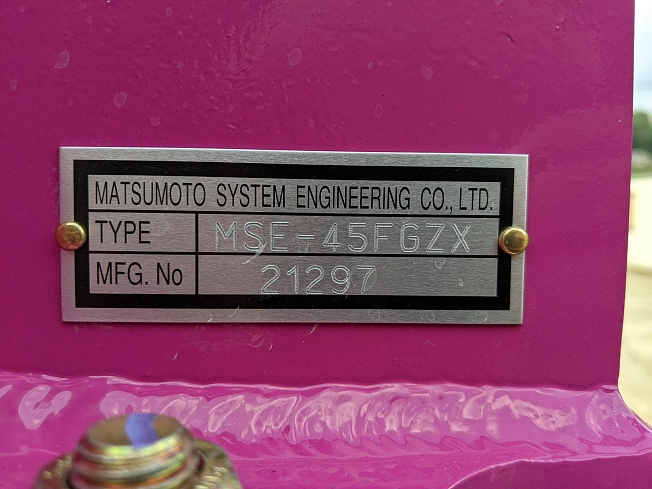 MATSUMOTO SYSTEM ENGINEERING CO., LTD.
TYPE MSE-45FGZX
MFG. No 21297